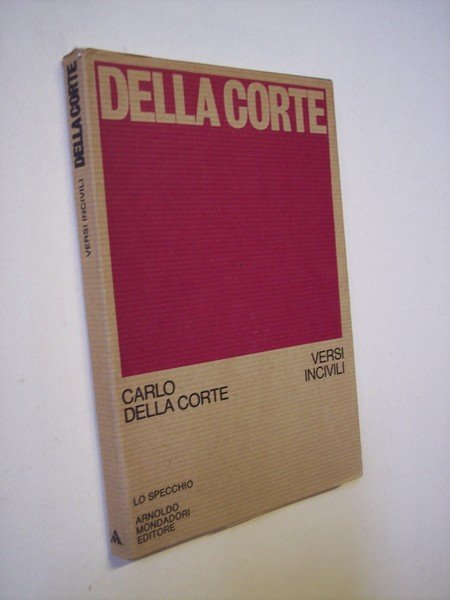 DELLA CORTE
CARLO
DELLA CORTE
VERSI
INCIVILI
LO SPECCHIO
ARNOLDO
MONDADORI
EDITORE
VERSI INCIVILI DELLA CORTE